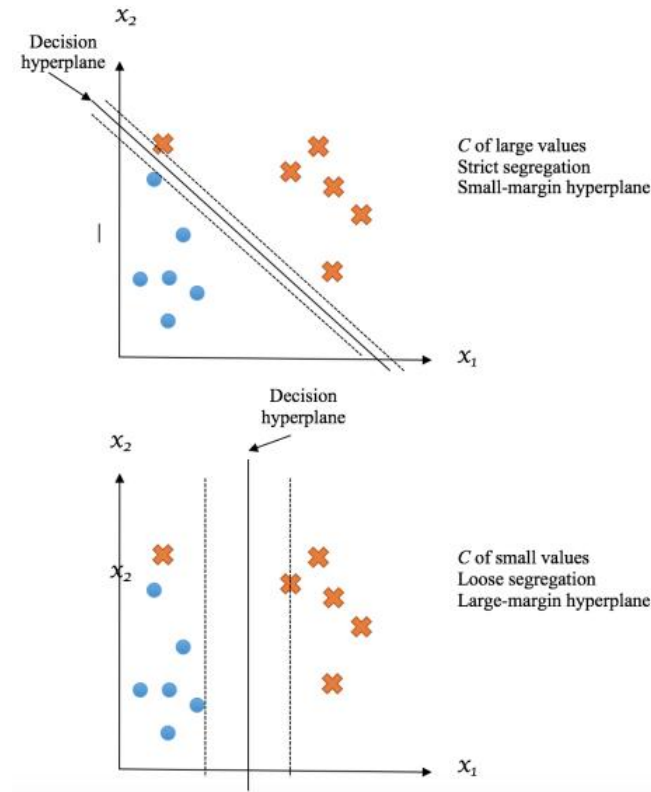 x₂
Decision
hyperplane
C of large values
Strict segregation
Small-margin hyperplane
x₁
Decision
hyperplane
x₂
x₂
C of small values
Loose segregation
Large-margin hyperplane
x₁